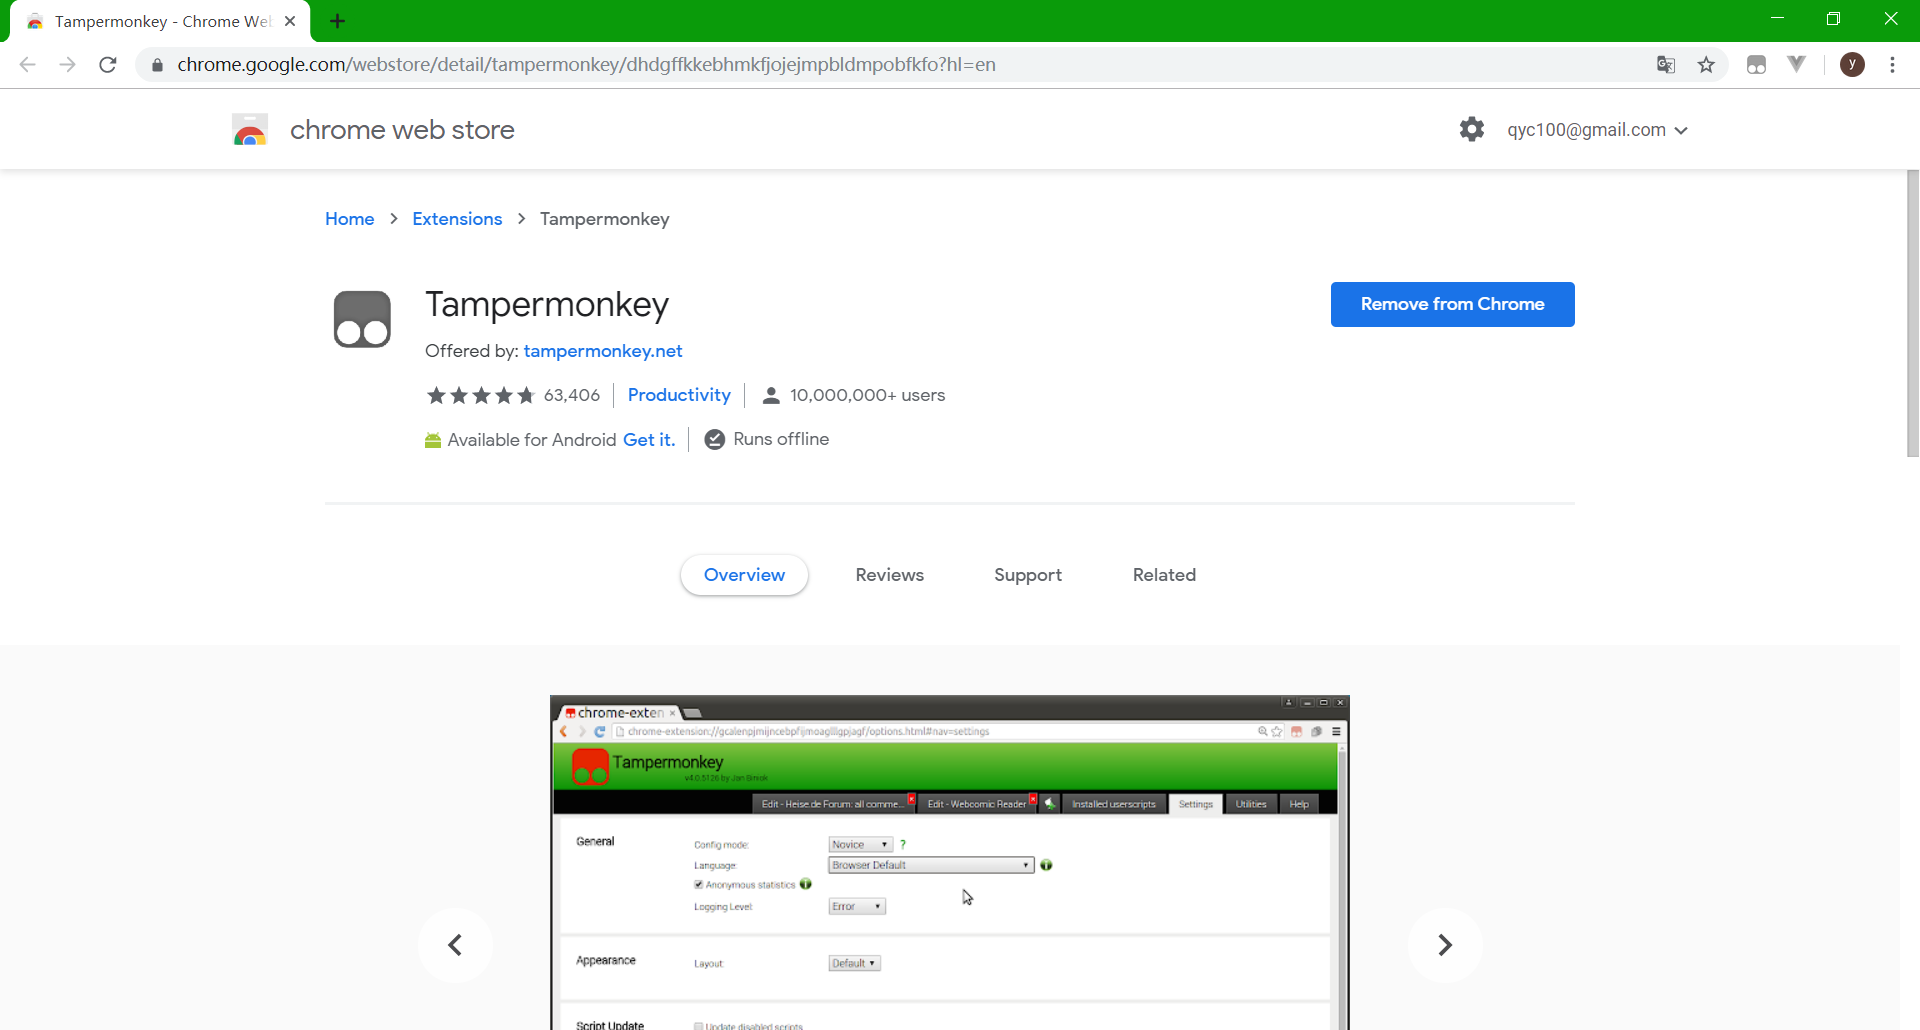 Tampermonkey - Chrome We
chrome.google.com/webstore/detail/tampermonkey/dhdgffkkebhmkfjojejmpbldmpobfkfo?hl=en
y
chrome web store
qyc100@gmail.com
Home > Extensions > Tampermonkey
Tampermonkey
Remove from Chrome
Offered by: tampermonkey.net
63,406 Productivity 10,000,000+ users
Available for Android Get it. Runs offline
Overview Reviews Support Related
chrome-exten
chrome-extension://gcalenpjmijncebpfijmoaglllgpjagf/options.html#nav=settings
Tampermonkey
v4.0.5126 by Jan Biniok
Edit - Heise.de Forum: all comme... Edit - Webcomic Reader Installed userscripts Settings Utilities Help
General
Config mode: Novice ?
Language: Browser Default
Anonymous statistics
Logging Level: Error
Appearance
Layout: Default
Script Update
Update disabled scripts